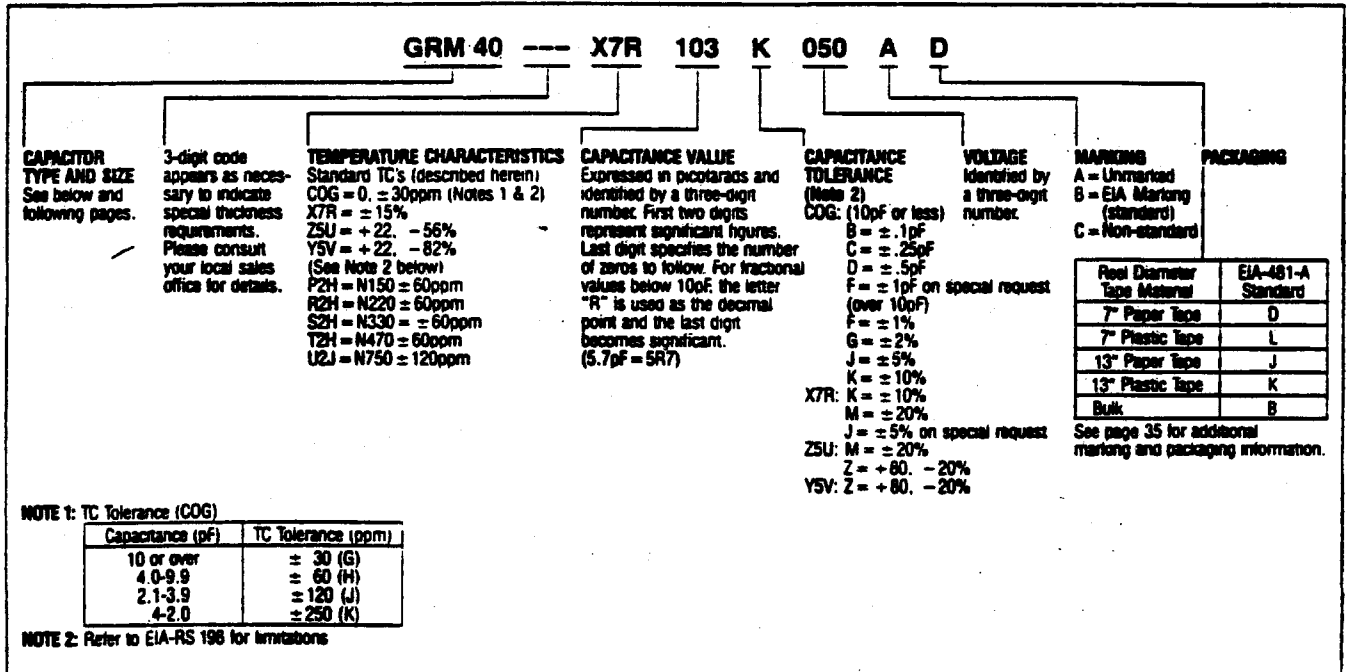 GRM 40 --- X7R 103 K 050 A D
CAPACITOR
TYPE AND SIZE
See below and
following pages.
3-digit code
appears as neces-
sary to indicate
special thickness
requirements.
Please consult
your local sales
office for details.
TEMPERATURE CHARACTERISTICS
Standard TC's (described herein)
COG = 0, ± 30ppm (Notes 1 & 2)
X7R = ± 15%
Z5U = + 22, - 56%
Y5V = + 22, - 82%
(See Note 2 below)
P2H = N150 ± 60ppm
R2H = N220 ± 60ppm
S2H = N330 = ± 60ppm
T2H = N470 ± 60ppm
U2J = N750 ± 120ppm
CAPACITANCE VALUE
Expressed in picofarads and
identified by a three-digit
number. First two digits
represent significant figures.
Last digit specifies the number
of zeros to follow. For fractional
values below 10pF, the letter
"R" is used as the decimal
point and the last digit
becomes significant.
(5.7pF = 5R7)
CAPACITANCE
TOLERANCE
(Note 2)
COG: (10pF or less)
B = ± .1pF
C = ± .25pF
D = ± .5pF
F = ± 1pF on special request
(over 10pF)
F = ± 1%
G = ± 2%
J = ± 5%
K = ± 10%
X7R: K = ± 10%
M = ± 20%
J = ± 5% on special request
Z5U: M = ± 20%
Z = + 80, - 20%
Y5V: Z = + 80, - 20%
VOLTAGE
Identified by
a three-digit
number.
MARKING
A = Unmarked
B = EIA Marking
(standard)
C = Non-standard
PACKAGING
Reel Diameter EIA-481-A
Tape Material Standard
7" Paper Tape D
7" Plastic Tape L
13" Paper Tape J
13" Plastic Tape K
Bulk B
See page 35 for additional
marking and packaging information.
NOTE 1: TC Tolerance (COG)
Capacitance (pF) TC Tolerance (ppm)
10 or over ± 30 (G)
4.0-9.9 ± 60 (H)
2.1-3.9 ± 120 (J)
.4-2.0 ± 250 (K)
NOTE 2: Refer to EIA-RS 198 for limitations